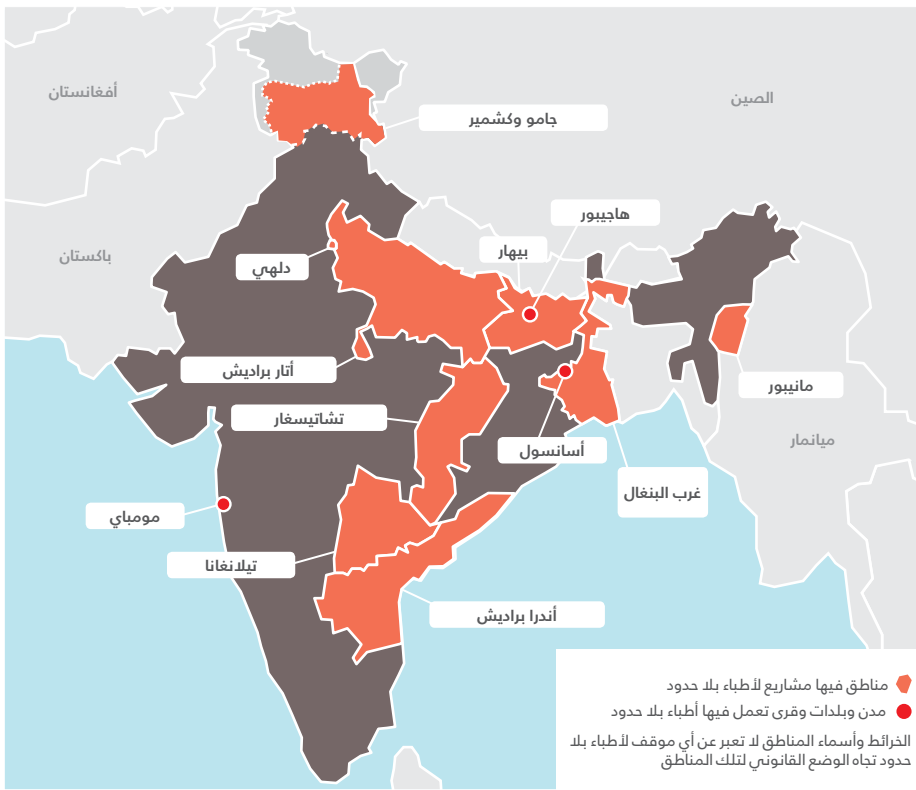 أفغانستان
الصين
جامو وكشمير
هاجيبور
بيهار
باكستان
دلهي
أتار براديش
مانيبور
تشاتيسغار
ميانمار
أسانسول
غرب البنغال
مومباي
تيلانغانا
أندرا براديش
مناطق فيها مشاريع لأطباء بلا حدود
مدن وبلدات وقرى تعمل فيها أطباء بلا حدود
الخرائط وأسماء المناطق لا تعبر عن أي موقف لأطباء بلا
حدود تجاه الوضع القانوني لتلك المناطق